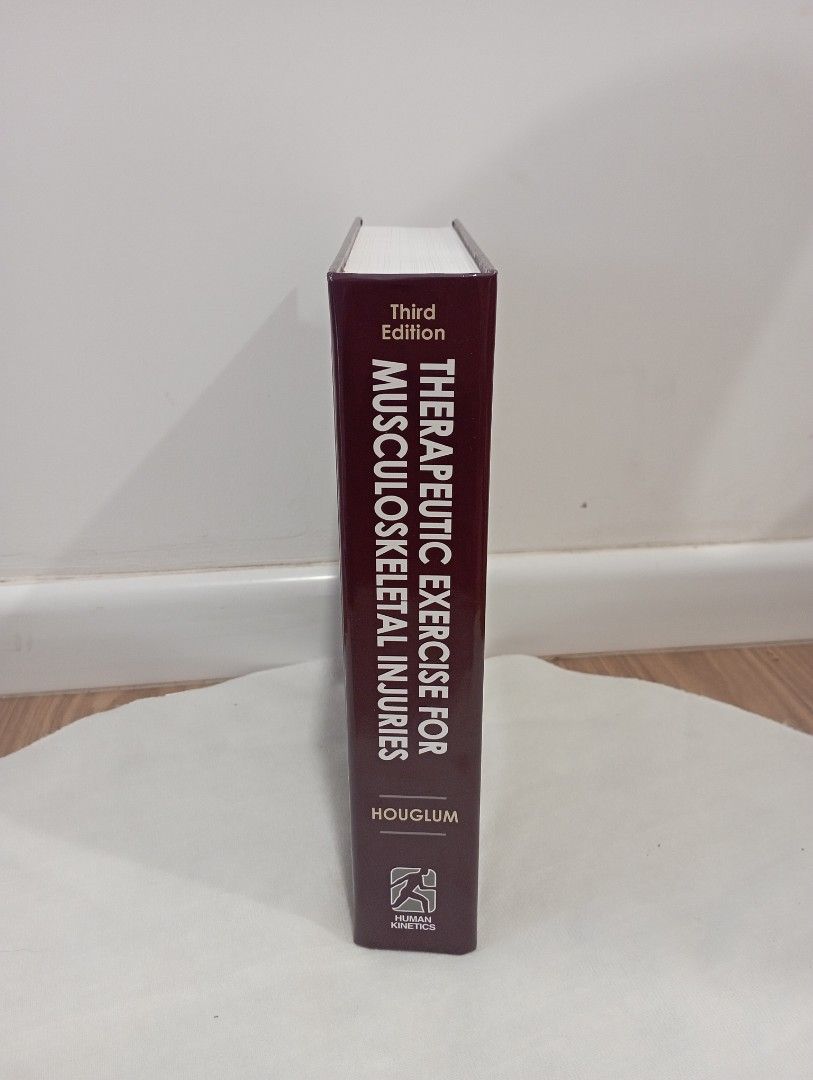 Third
Edition
THERAPEUTIC EXERCISE FOR
MUSCULOSKELETAL INJURIES
HOUGLUM
HUMAN
KINETICS